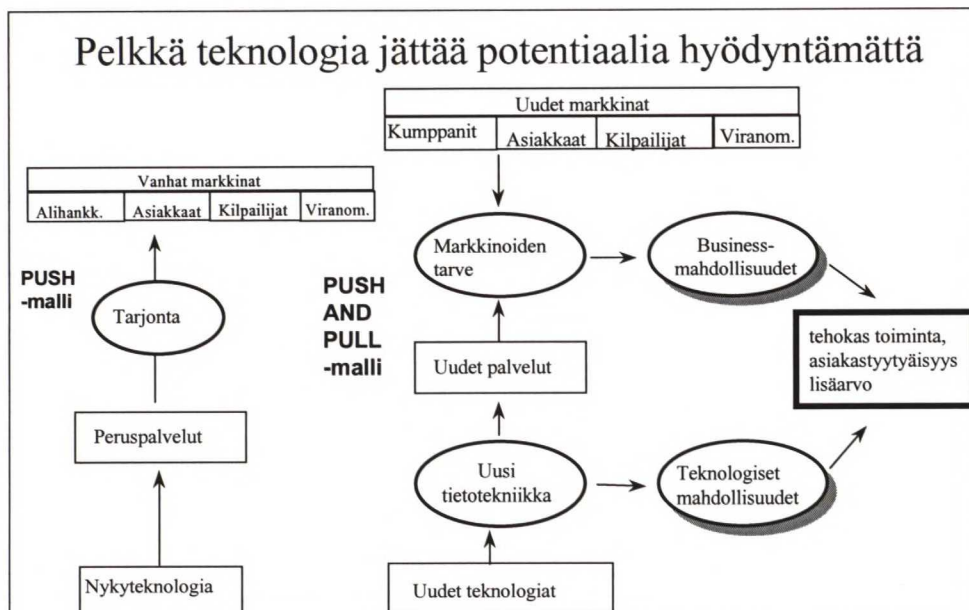 Pelkkä teknologia jättää potentiaalia hyödyntämättä
Vanhat markkinat
Alihankk.
Asiakkaat
Kilpailijat
Viranom.
PUSH
-malli
Tarjonta
Peruspalvelut
Nykyteknologia
Uudet markkinat
Kumppanit
Asiakkaat
Kilpailijat
Viranom.
Markkinoiden
tarve
Business-
mahdollisuudet
PUSH
AND
PULL
-malli
Uudet palvelut
tehokas toiminta,
asiakastyytyäisyys
lisäarvo
Uusi
tietotekniikka
Teknologiset
mahdollisuudet
Uudet teknologiat